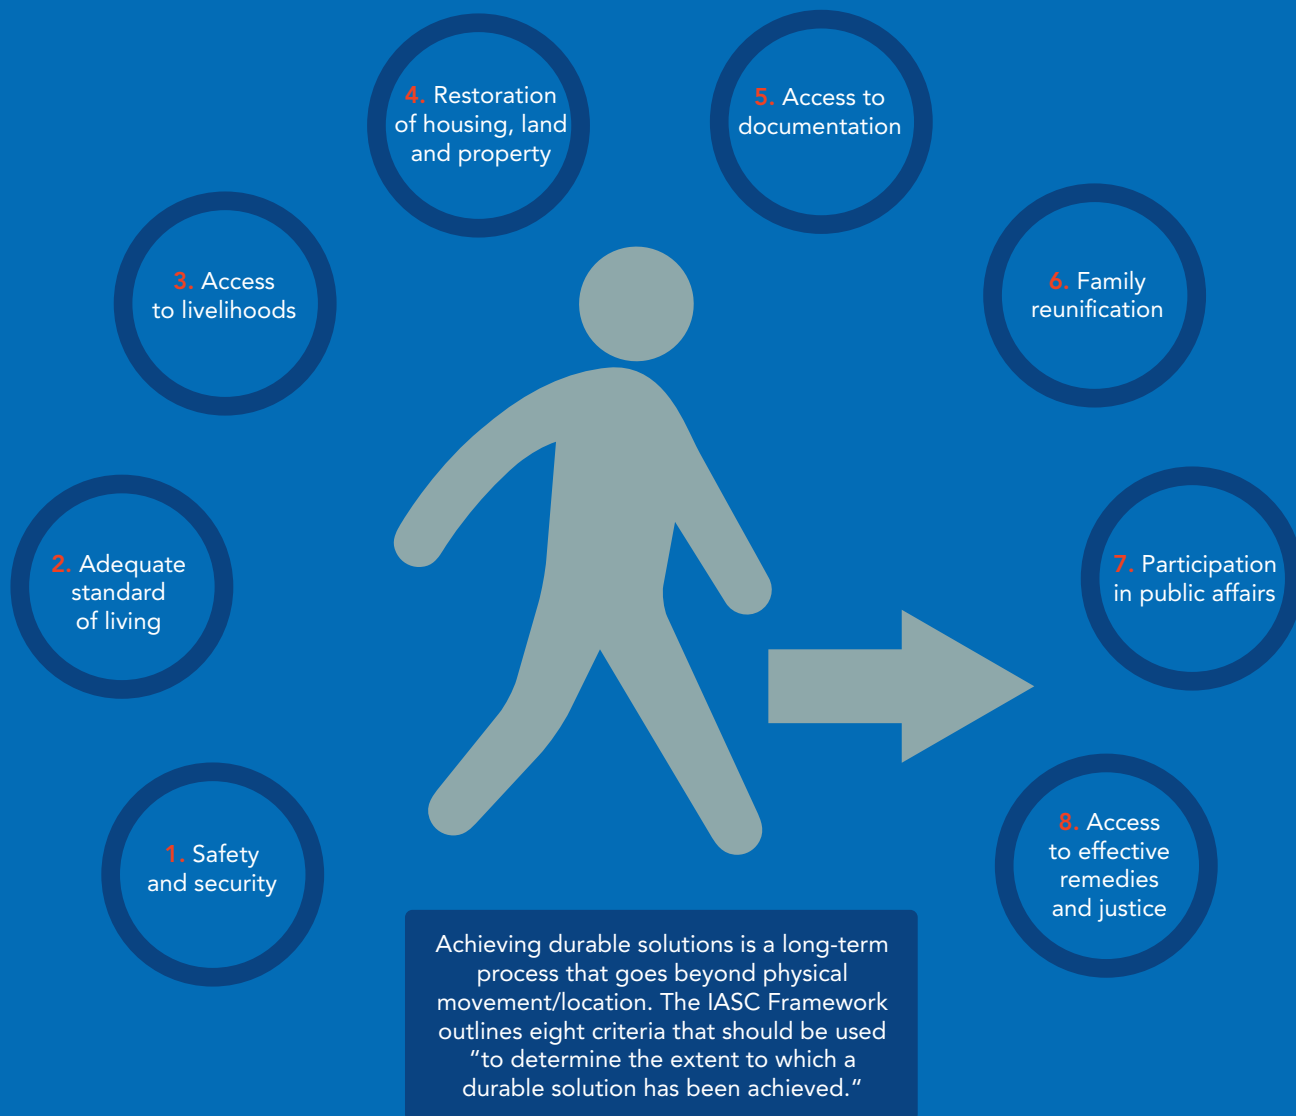 1. Safety
and security
2. Adequate
standard
of living
3. Access
to livelihoods
4. Restoration
of housing, land
and property
5. Access to
documentation
6. Family
reunification
7. Participation
in public affairs
8. Access
to effective
remedies
and justice
Achieving durable solutions is a long-term
process that goes beyond physical
movement/location. The IASC Framework
outlines eight criteria that should be used
“to determine the extent to which a
durable solution has been achieved.“